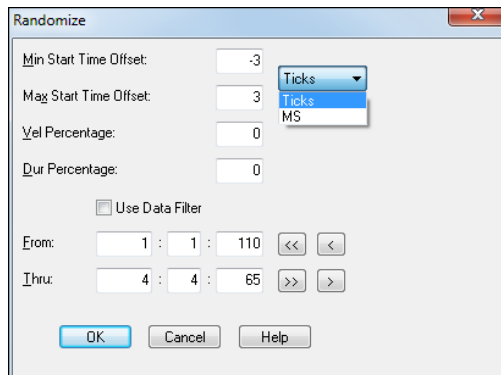 Randomize
Min Start Time Offset: -3
Ticks
Max Start Time Offset: 3
Ticks
MS
Vel Percentage: 0
Dur Percentage: 0
Use Data Filter
From: 1 : 1 : 110 << <
Thru: 4 : 4 : 65 >> >
OK Cancel Help